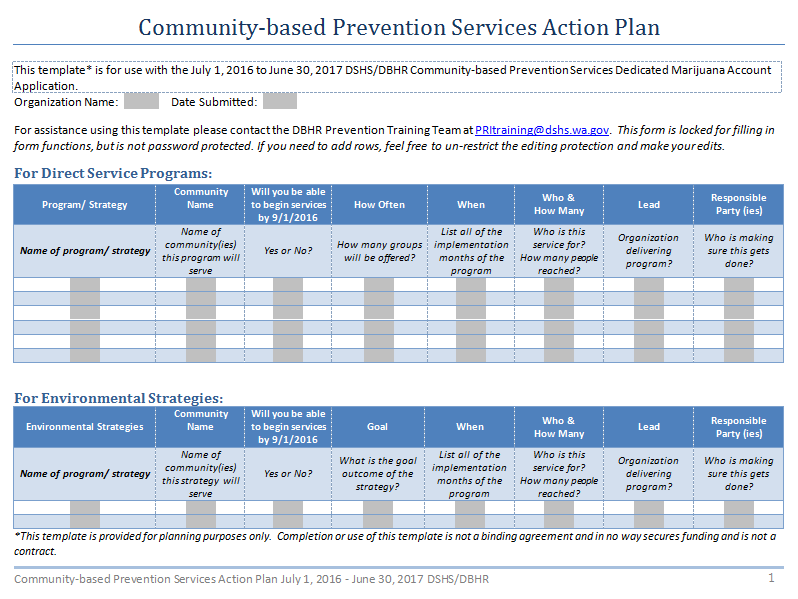 Community-based Prevention Services Action Plan
This template* is for use with the July 1, 2016 to June 30, 2017 DSHS/DBHR Community-based Prevention Services Dedicated Marijuana Account
Application.
Organization Name: Date Submitted:
For assistance using this template please contact the DBHR Prevention Training Team at PRItraining@dshs.wa.gov. This form is locked for filling in
form functions, but is not password protected. If you need to add rows, feel free to un-restrict the editing protection and make your edits.
For Direct Service Programs:
Program/ Strategy
Community
Name
Will you be able
to begin services
by 9/1/2016
How Often
When
Who &
How Many
Lead
Responsible
Party (ies)
Name of program/ strategy
Name of
community(ies)
this program will
serve
Yes or No?
How many groups
will be offered?
List all of the
implementation
months of the
program
Who is this
service for?
How many people
reached?
Organization
delivering
program?
Who is making
sure this gets
done?
For Environmental Strategies:
Environmental Strategies
Community
Name
Will you be able
to begin services
by 9/1/2016
Goal
When
Who &
How Many
Lead
Responsible
Party (ies)
Name of program/ strategy
Name of
community(ies)
this strategy will
serve
Yes or No?
What is the goal
outcome of the
strategy?
List all of the
implementation
months of the
program
Who is this
service for?
How many people
reached?
Organization
delivering
program?
Who is making
sure this gets
done?
*This template is provided for planning purposes only. Completion or use of this template is not a binding agreement and in no way secures funding and is not a
contract.
Community-based Prevention Services Action Plan July 1, 2016 - June 30, 2017 DSHS/DBHR 1